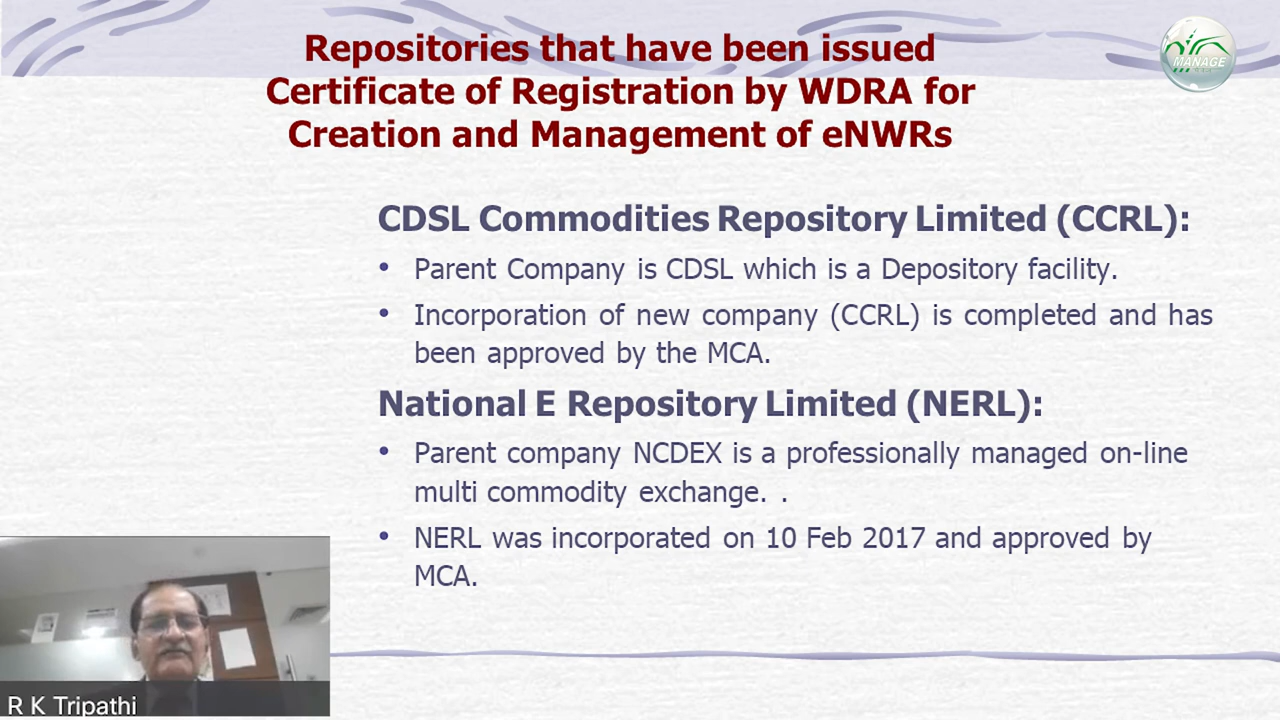 Repositories that have been issued
Certificate of Registration by WDRA for
Creation and Management of eNWRs
MANAGE
CDSL Commodities Repository Limited (CCRL):
• Parent Company is CDSL which is a Depository facility.
• Incorporation of new company (CCRL) is completed and has
been approved by the MCA.
National E Repository Limited (NERL):
• Parent company NCDEX is a professionally managed on-line
multi commodity exchange. .
• NERL was incorporated on 10 Feb 2017 and approved by
MCA.
R K Tripathi